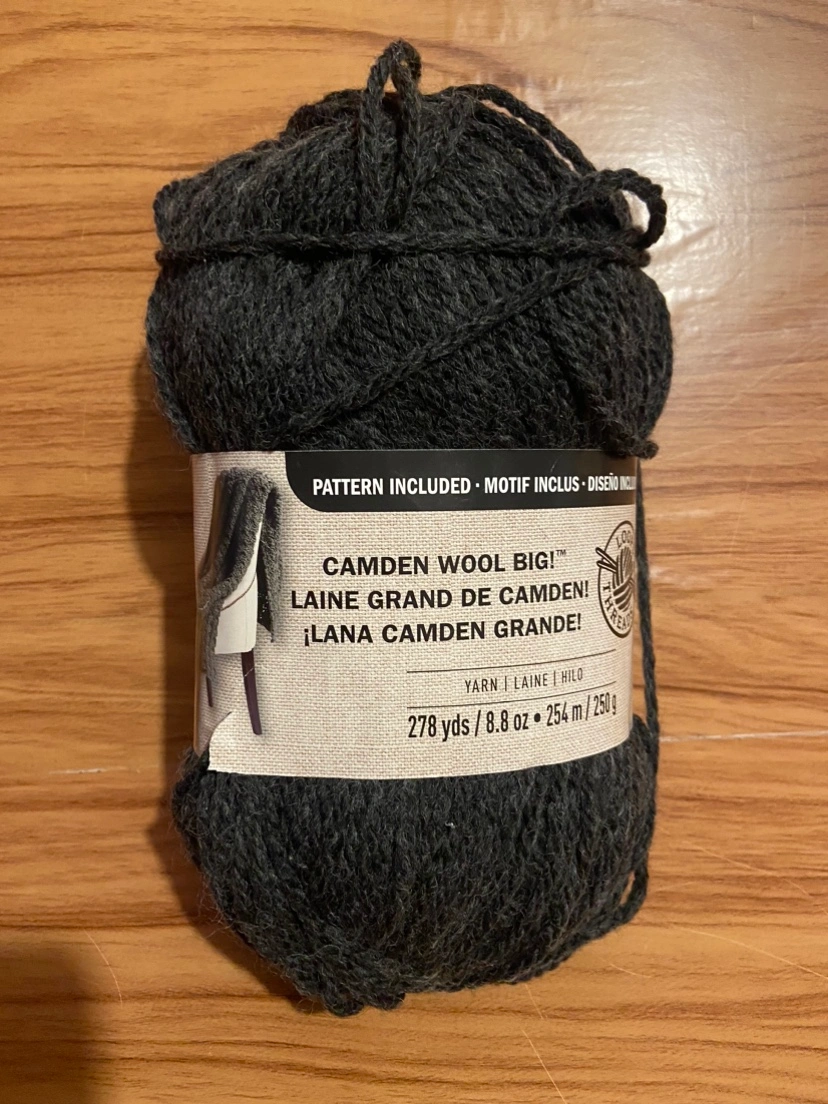 PATTERN INCLUDED · MOTIF INCLUS · DISEÑO
CAMDEN WOOL BIG!™
LAINE GRAND DE CAMDEN!
¡LANA CAMDEN GRANDE!
YARN | LAINE | HILO
278 yds / 8.8 oz • 254 m / 250 g